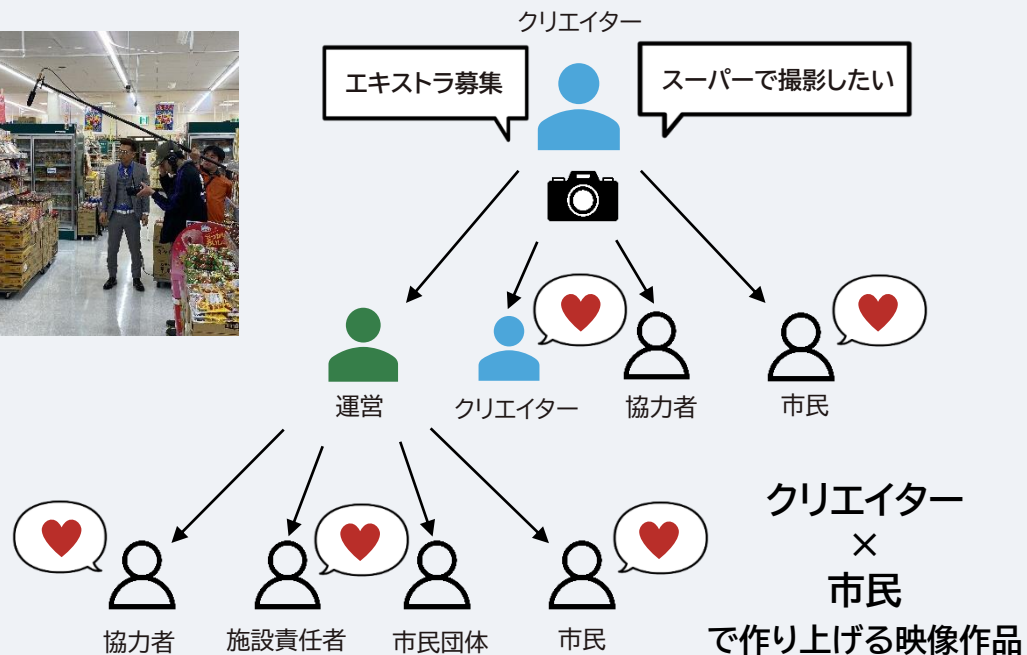 クリエイター
エキストラ募集
スーパーで撮影したい
運営
クリエイター
協力者
市民
協力者
施設責任者
市民団体
市民
クリエイター
×
市民
で作り上げる映像作品